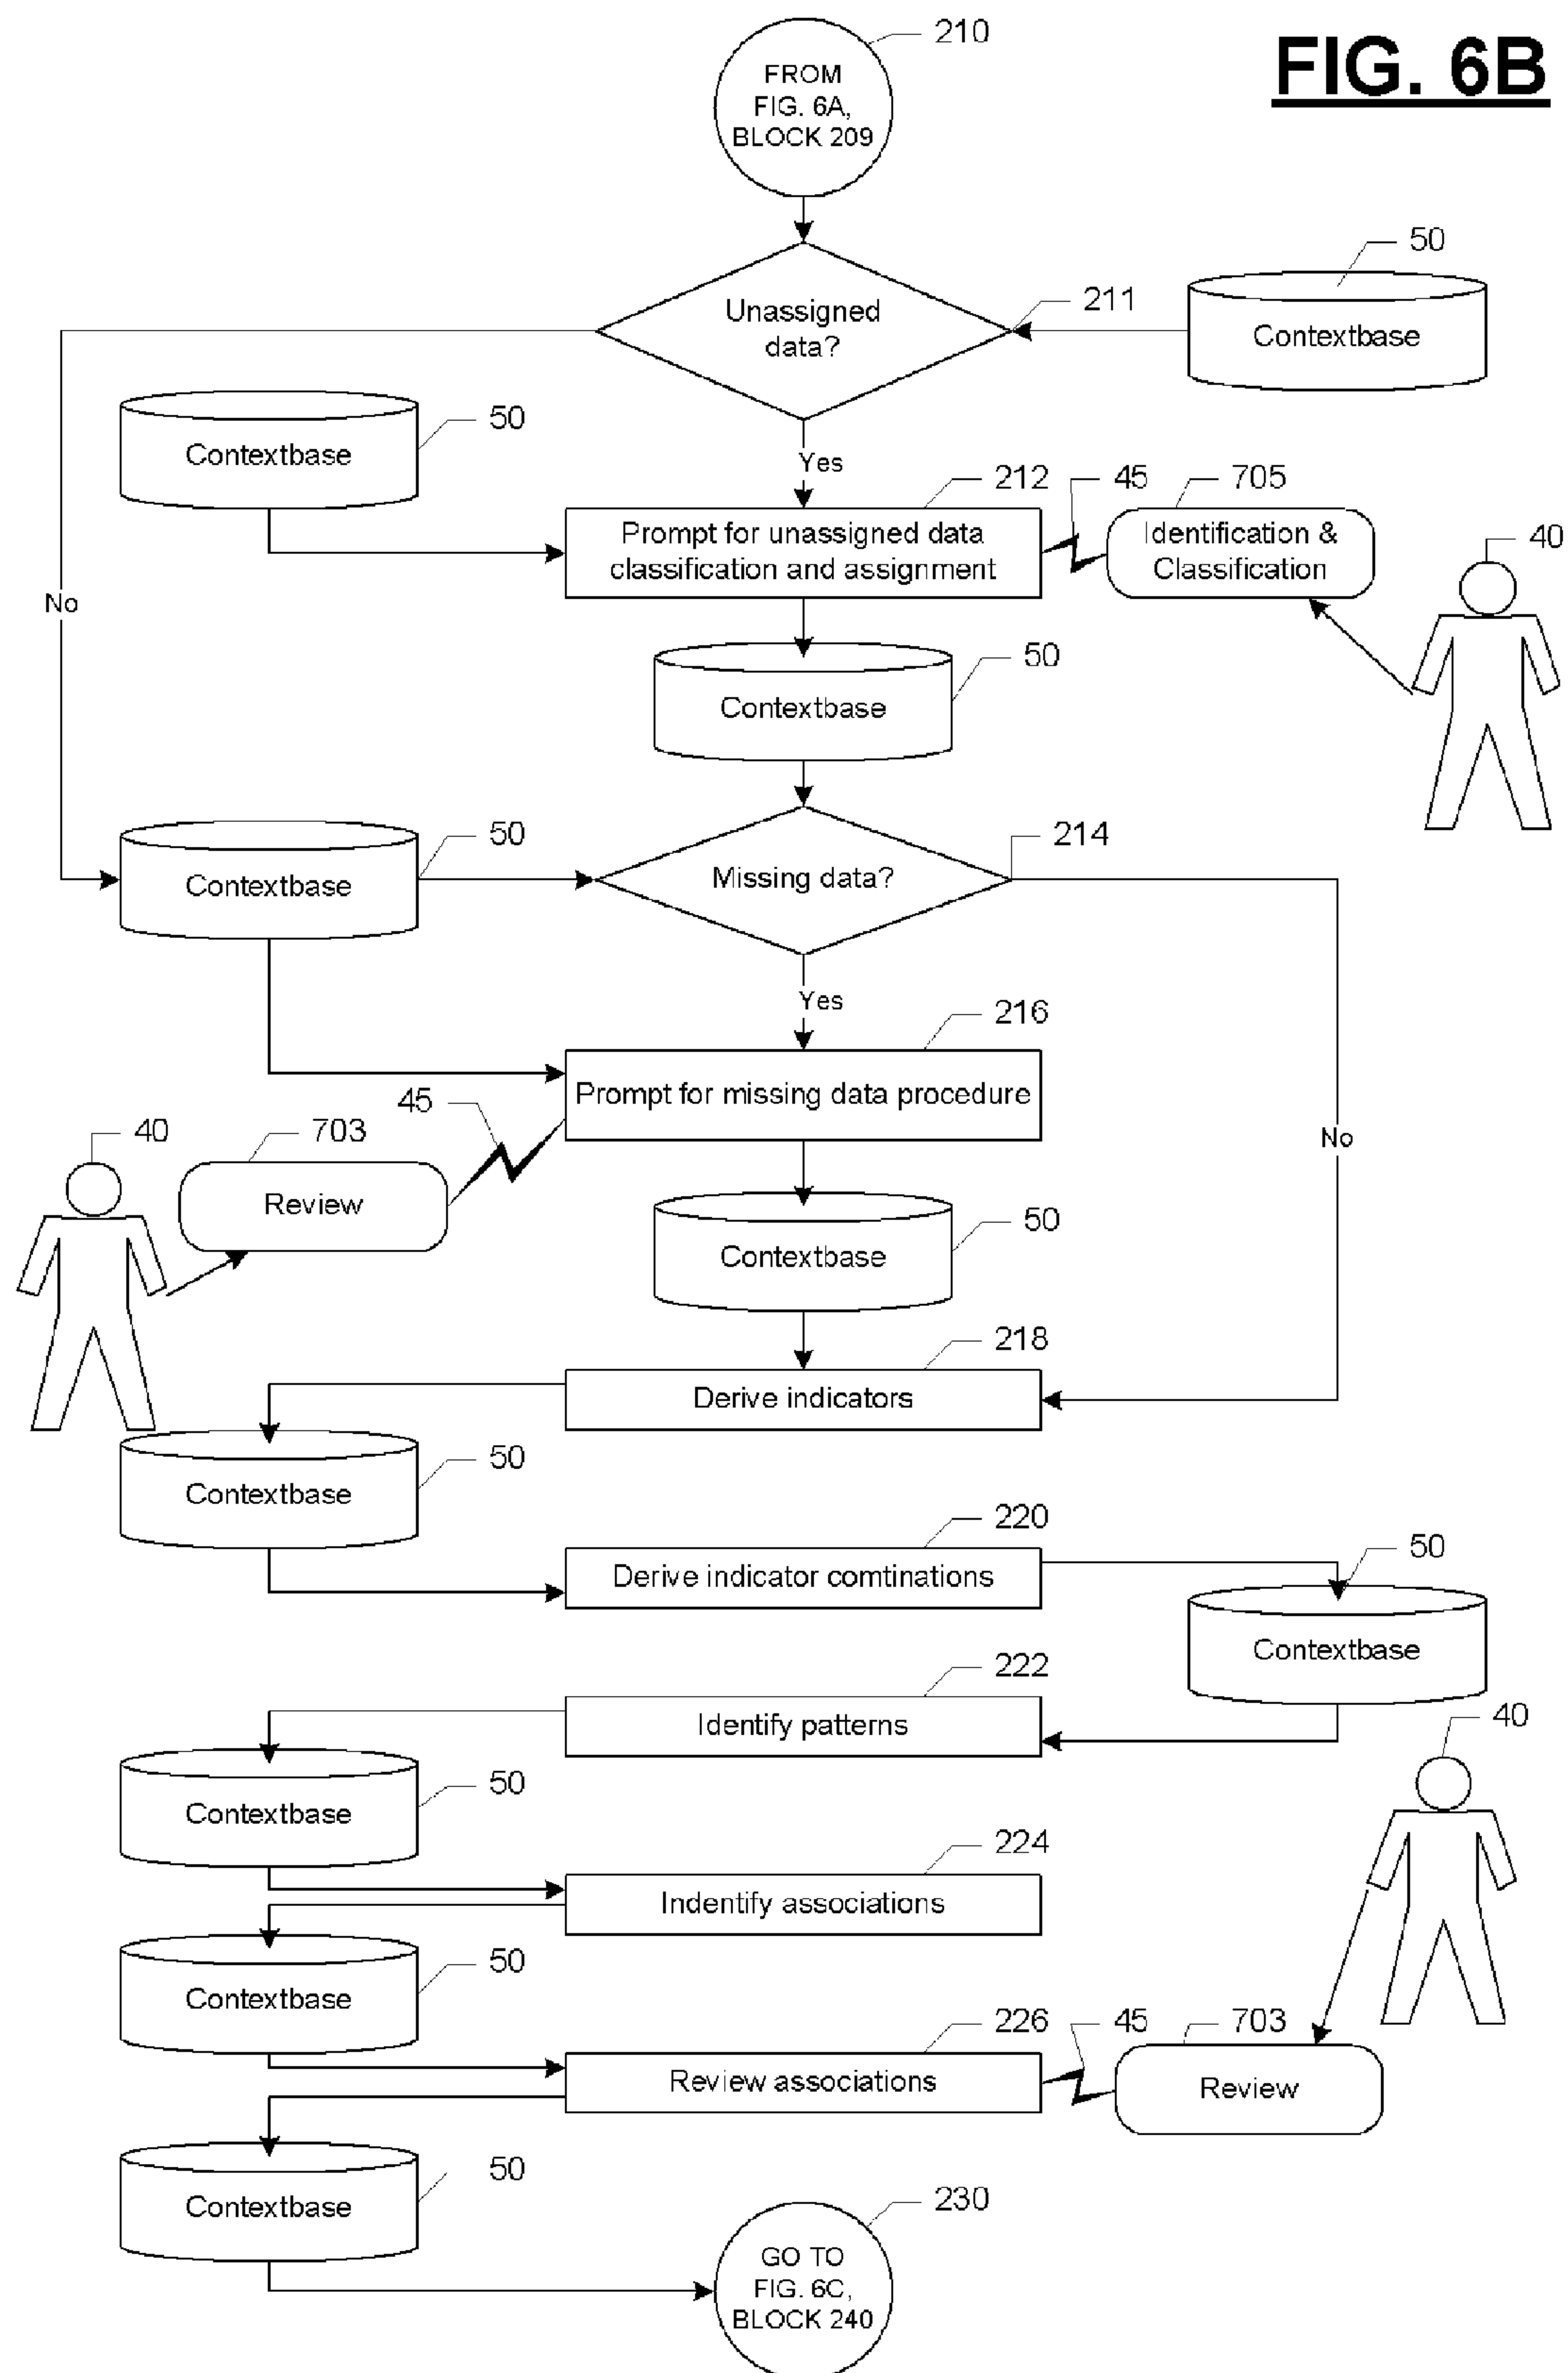 210
FIG. 6B
FROM
FIG. 6A,
BLOCK 209
50
211
Unassigned
data?
Contextbase
50
Contextbase
Yes
212
45
705
Prompt for unassigned data
classification and assignment
Identification &
Classification
40
No
50
Contextbase
50
214
Contextbase
Missing data?
Yes
216
Prompt for missing data procedure
45
40
703
No
Review
50
Contextbase
218
Derive indicators
50
Contextbase
220
50
Derive indicator comtinations
Contextbase
222
40
Identify patterns
50
Contextbase
224
Indentify associations
50
Contextbase
226
45
703
Review associations
Review
50
Contextbase
230
GO TO
FIG. 6C,
BLOCK 240